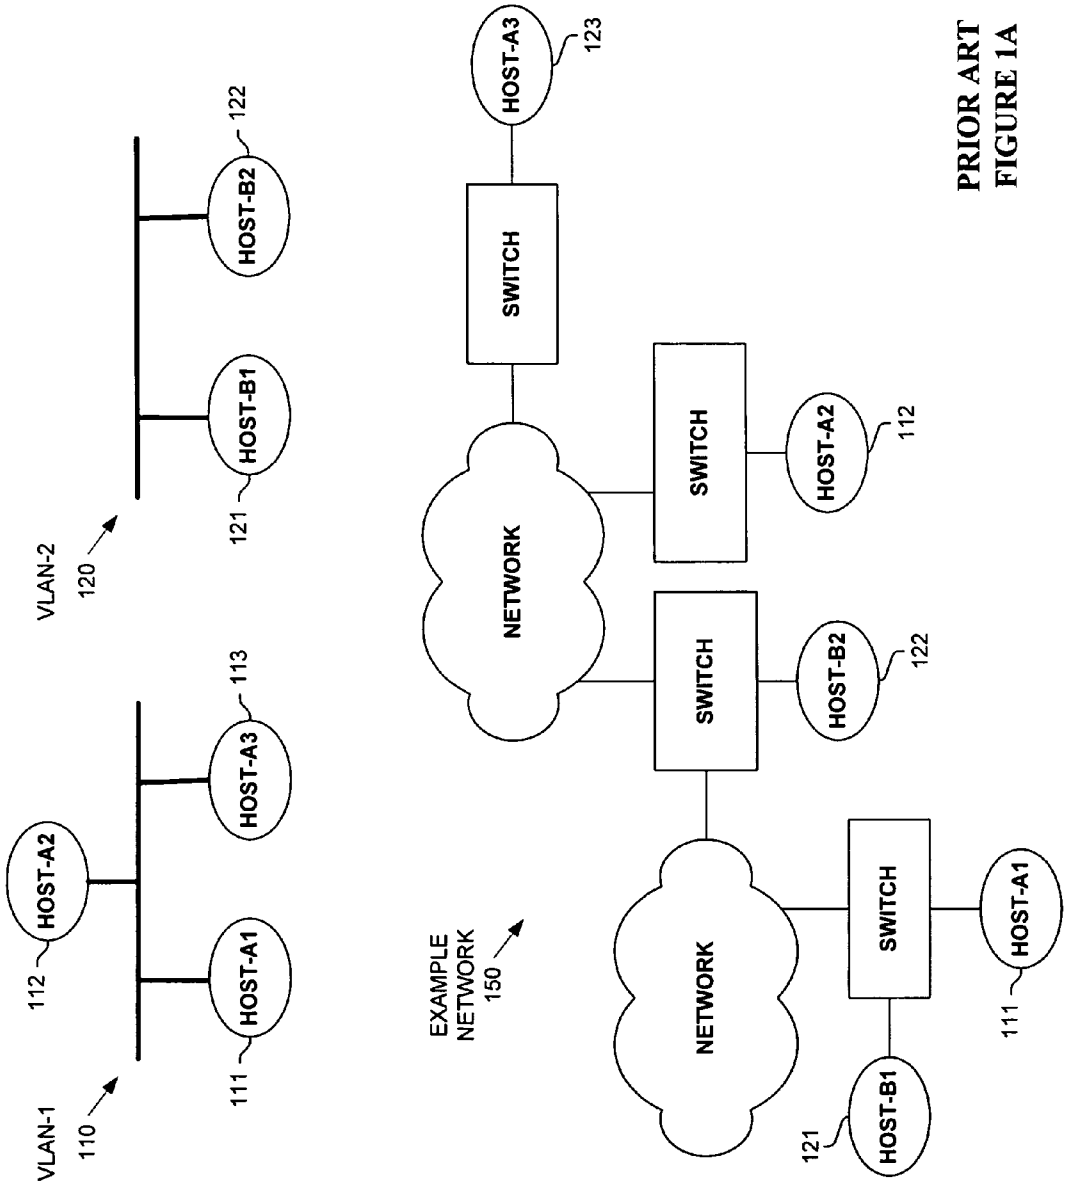 VLAN-1
110
HOST-A2
112
HOST-A1
111
HOST-A3
113
VLAN-2
120
HOST-B1
121
HOST-B2
122
EXAMPLE
NETWORK
150
NETWORK
SWITCH
HOST-B1
121
HOST-A1
111
SWITCH
HOST-B2
122
NETWORK
SWITCH
HOST-A2
112
SWITCH
HOST-A3
123
PRIOR ART
FIGURE 1A